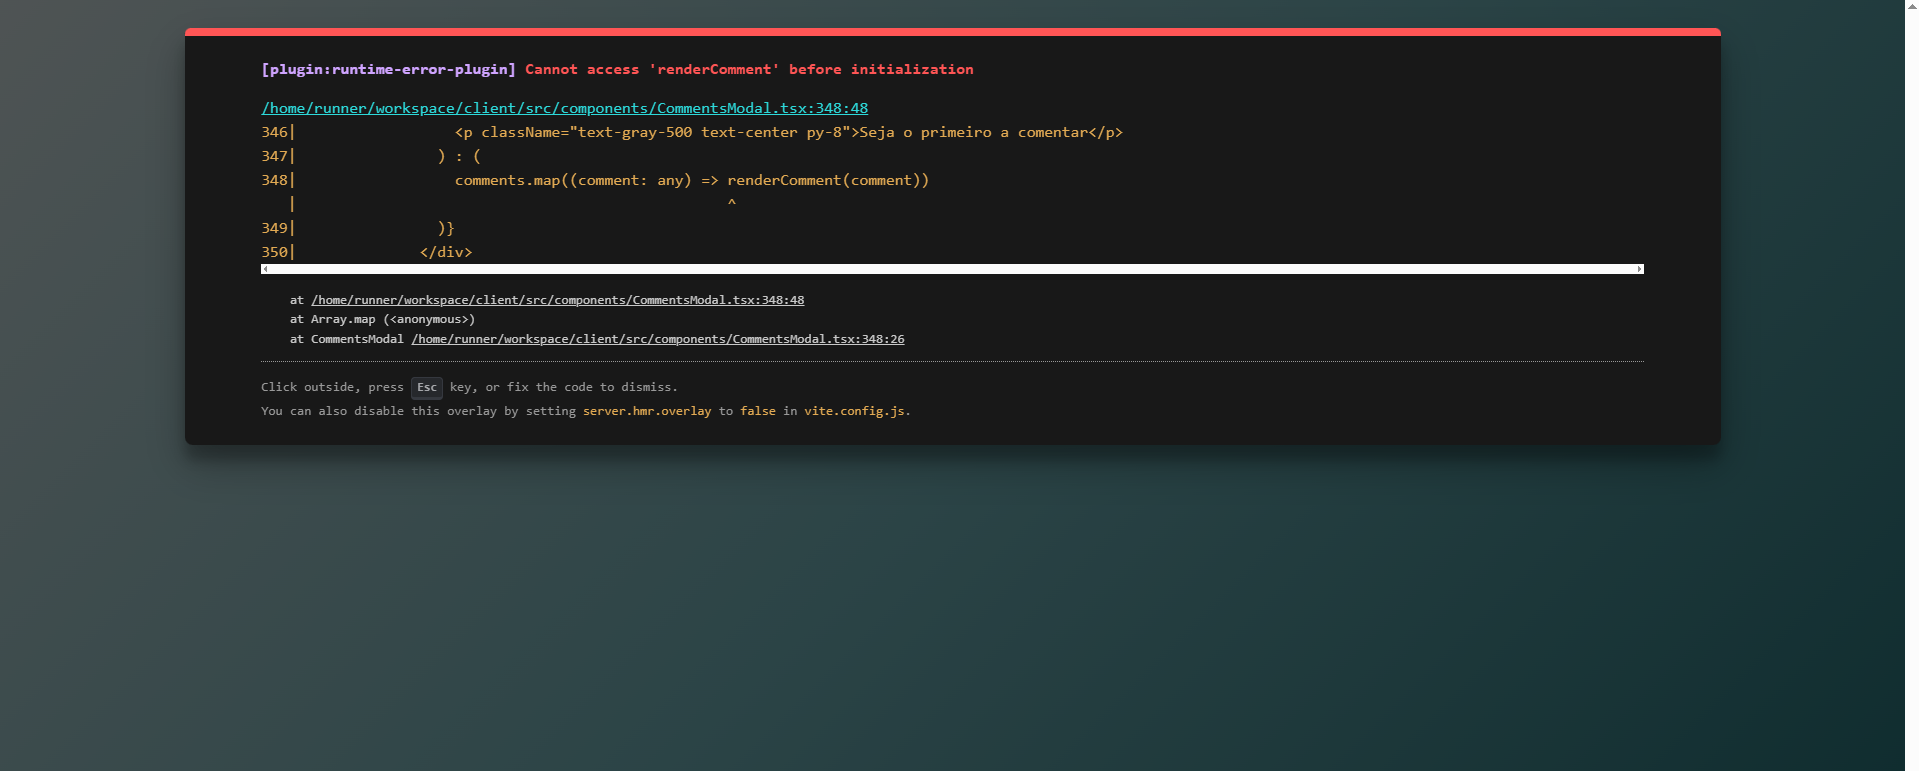 [plugin:runtime-error-plugin] Cannot access 'renderComment' before initialization
/home/runner/workspace/client/src/components/CommentsModal.tsx:348:48
346|                  <p className="text-gray-500 text-center py-8">Seja o primeiro a comentar</p>
347|                ) : (
348|                  comments.map((comment: any) => renderComment(comment))
   |                                                 ^
349|                )}
350|              </div>
at /home/runner/workspace/client/src/components/CommentsModal.tsx:348:48
at Array.map (<anonymous>)
at CommentsModal /home/runner/workspace/client/src/components/CommentsModal.tsx:348:26
Click outside, press Esc key, or fix the code to dismiss.
You can also disable this overlay by setting server.hmr.overlay to false in vite.config.js.